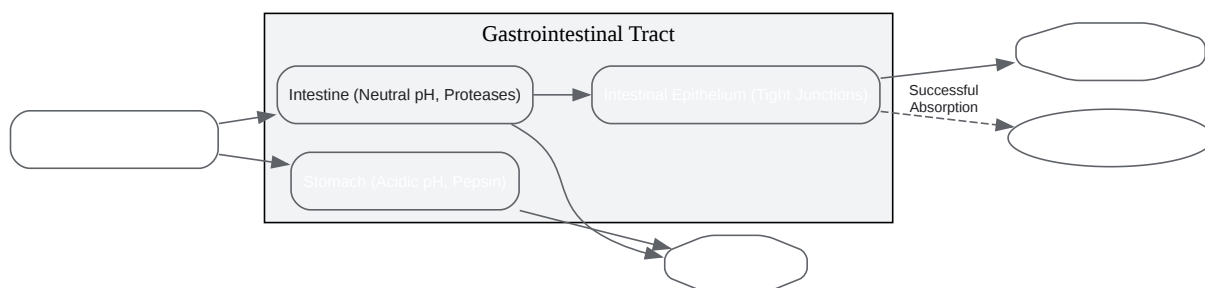 Gastrointestinal Tract
Intestine (Neutral pH, Proteases)
Intestinal Epithelium (Tight Junctions)
Successful
Absorption
Stomach (Acidic pH, Pepsin)